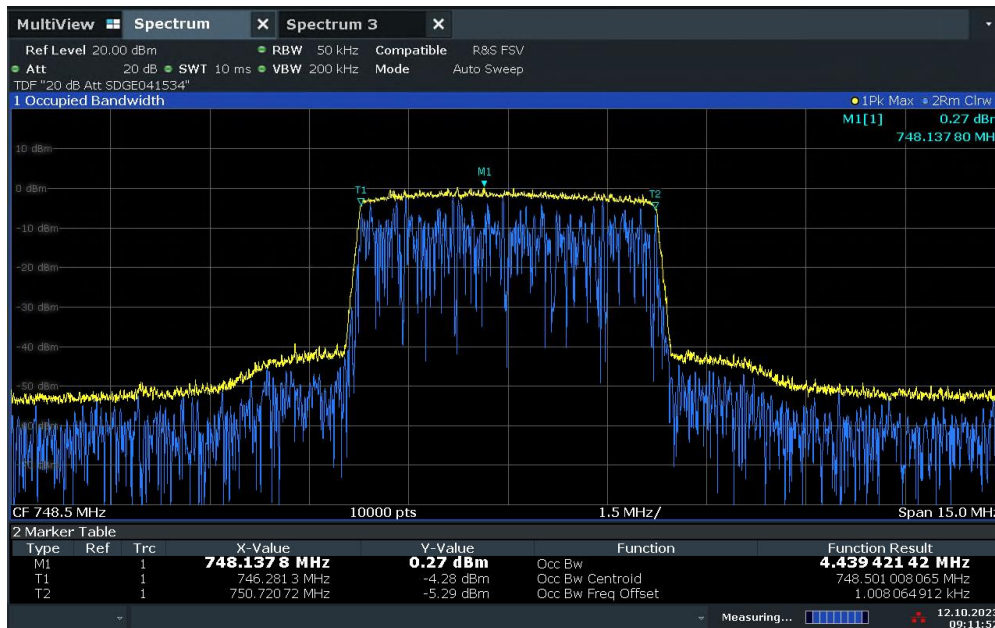 MultiView Spectrum X Spectrum 3 X
Ref Level 20.00 dBm RBW 50 kHz Compatible R&S FSV
Att 20 dB SWT 10 ms VBW 200 kHz Mode Auto Sweep
TDF "20 dB Att SDGE041534"
1 Occupied Bandwidth 1Pk Max 2Rm Clrw
M1[1] 0.27 dBm
748.137 80 MH
10 dBm
M1
0 dBm
T1 T2
-10 dBm
-20 dBm
-30 dBm
-40 dBm
-50 dBm
CF 748.5 MHz 10000 pts 1.5 MHz/ Span 15.0 MHz
2 Marker Table
Type Ref Trc X-Value Y-Value Function Function Result
M1 1 748.137 8 MHz 0.27 dBm Occ Bw 4.439 421 42 MHz
T1 1 746.281 3 MHz -4.28 dBm Occ Bw Centroid 748.501 008 065 MHz
T2 1 750.720 72 MHz -5.29 dBm Occ Bw Freq Offset 1.008 064 912 kHz
Measuring... 12.10.2023
09:11:57